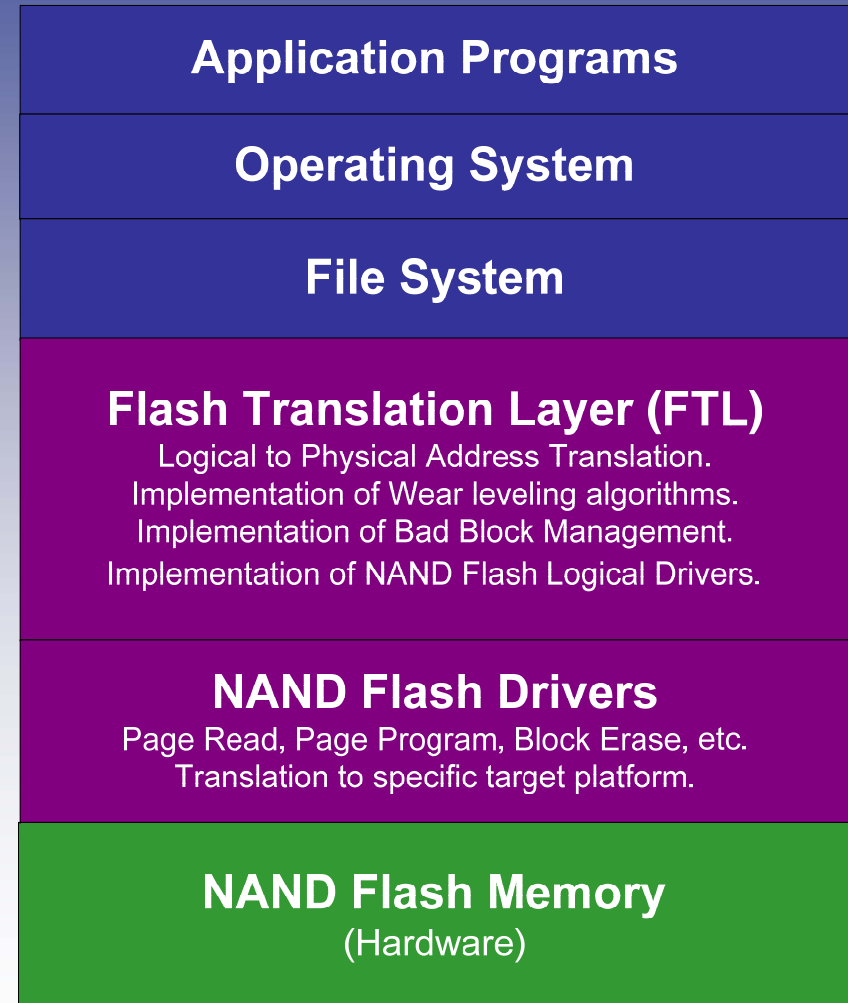 Application Programs
Operating System
File System
Flash Translation Layer (FTL)
Logical to Physical Address Translation.
Implementation of Wear leveling algorithms.
Implementation of Bad Block Management.
Implementation of NAND Flash Logical Drivers.
NAND Flash Drivers
Page Read, Page Program, Block Erase, etc.
Translation to specific target platform.
NAND Flash Memory
(Hardware)